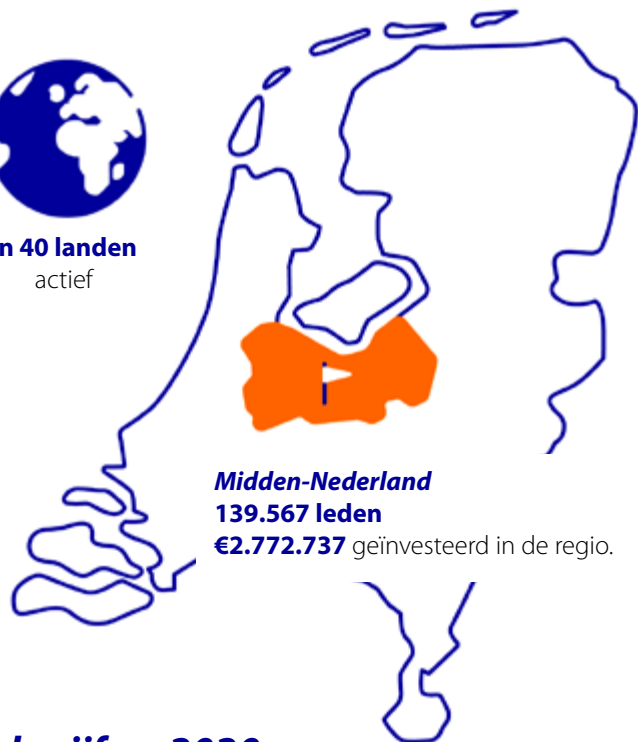 n 40 landen
actief
Midden-Nederland
139.567 leden
€2.772.737 geïnvesteerd in de regio.